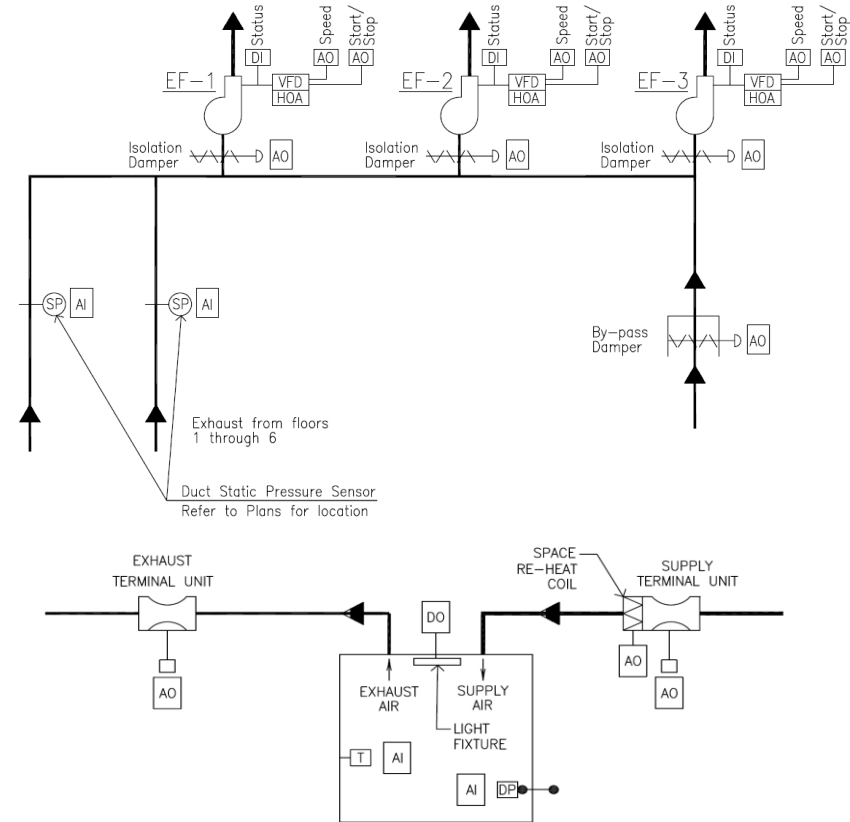 Status
Speed
Start/
Stop
Status
Speed
Start/
Stop
Status
Speed
Start/
Stop
DI
AO
AO
DI
AO
AO
DI
AO
AO
EF-1
VFD
HOA
EF-2
VFD
HOA
EF-3
VFD
HOA
Isolation
Damper
AO
Isolation
Damper
AO
Isolation
Damper
AO
SP
AI
SP
AI
By-pass
Damper
AO
Exhaust from floors
1 through 6
Duct Static Pressure Sensor
Refer to Plans for location
EXHAUST
TERMINAL UNIT
SPACE
RE-HEAT
COIL
SUPPLY
TERMINAL UNIT
DO
AO
AO
AO
EXHAUST
AIR
SUPPLY
AIR
LIGHT
FIXTURE
T
AI
AI
DP